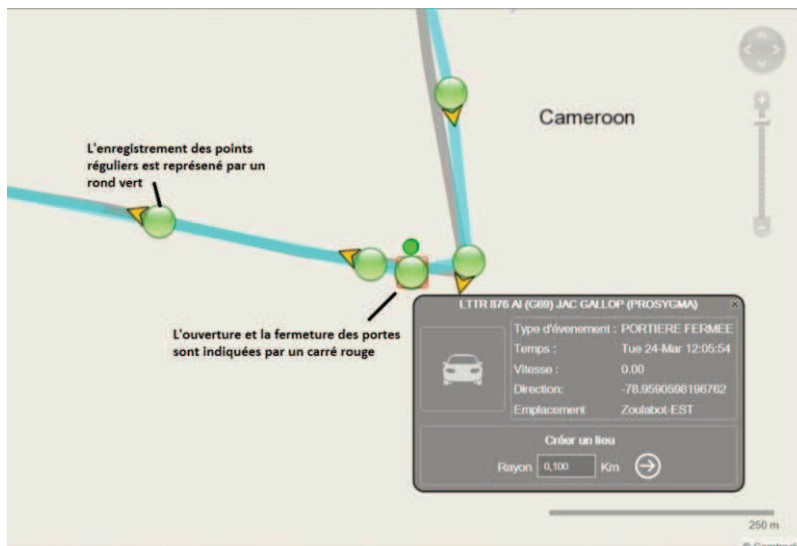 Cameroon
L'enregistrement des points
réguliers est représené par un
rond vert
L'ouverture et la fermeture des portes
sont indiquées par un carré rouge
LTTR 876 AI (G69) JAC GALLOP (PROSYGMA) ×
Type d'évenement : PORTIERE FERMEE
Temps : Tue 24-Mar 12:05:54
Vitesse : 0.00
Direction: -78.9590598196762
Emplacement Zoulabot-EST
Créer un lieu
Rayon 0,100 Km
250 m